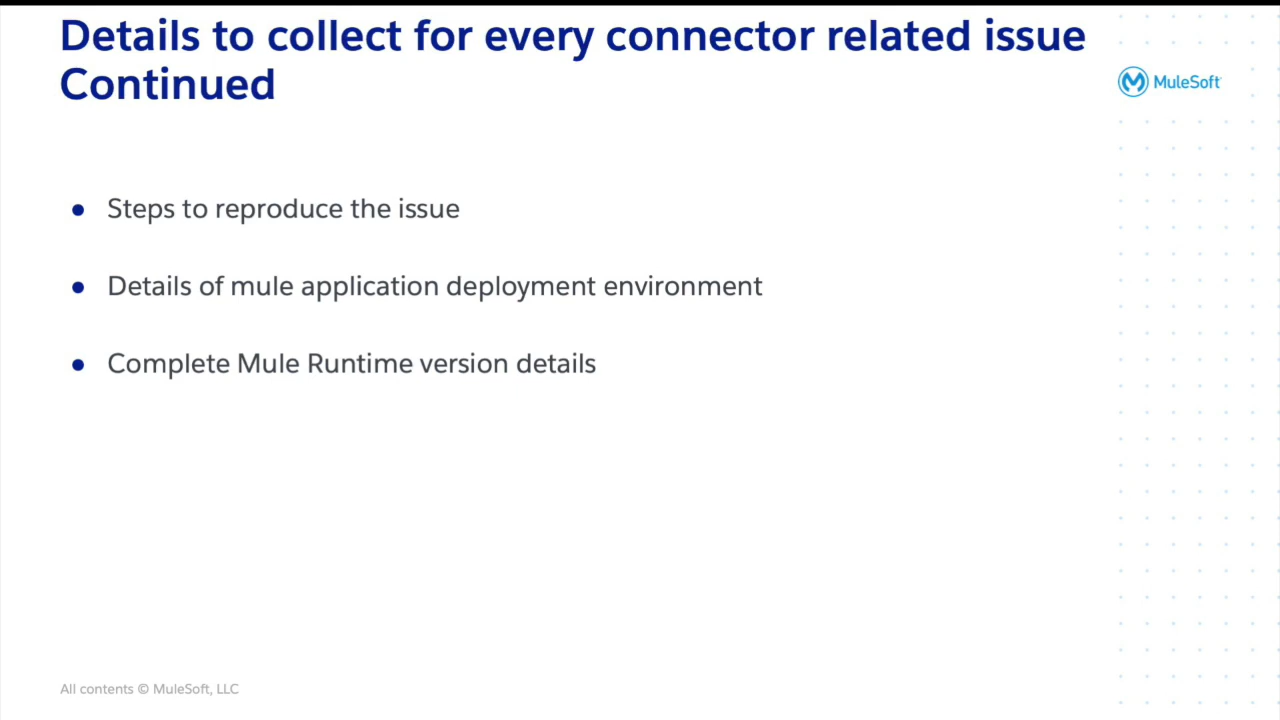 Details to collect for every connector related issue
Continued
MuleSoft
● Steps to reproduce the issue
● Details of mule application deployment environment
● Complete Mule Runtime version details
All contents © MuleSoft, LLC